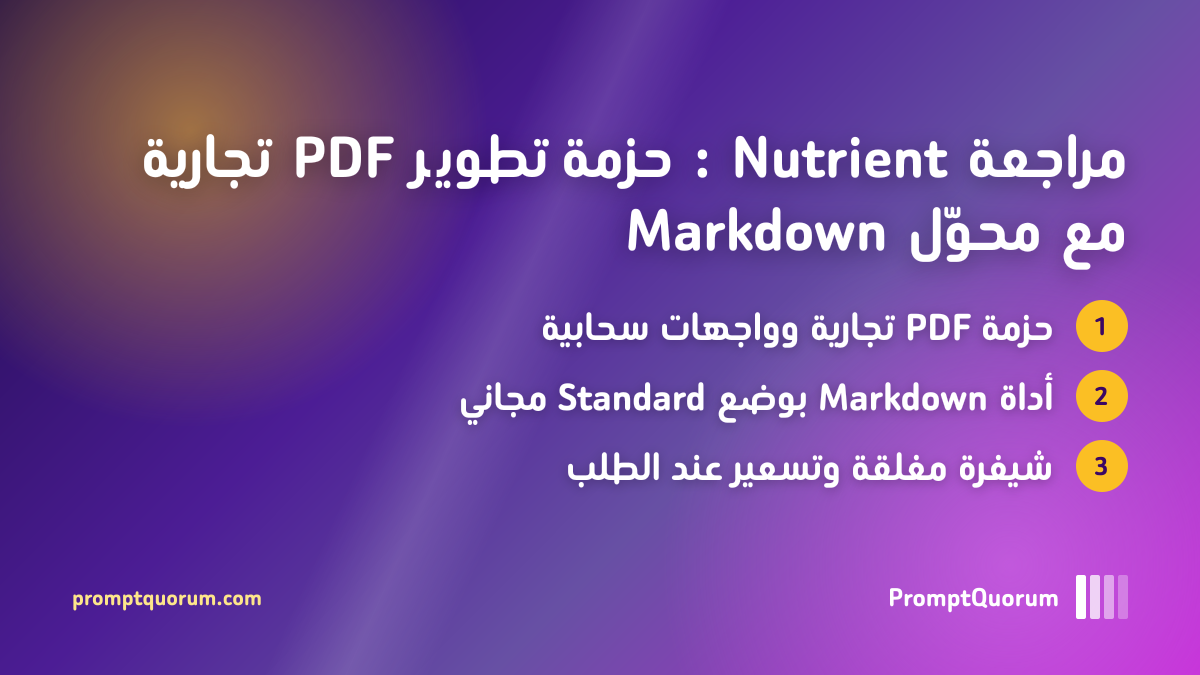 مراجعة Nutrient : حزمة تطوير PDF تجارية
مع محوّل Markdown
1 حزمة PDF تجارية وواجهات سحابية
2 أداة Markdown بوضع Standard مجاني
3 شيفرة مغلقة وتسعير عند الطلب
PromptQuorum
promptquorum.com